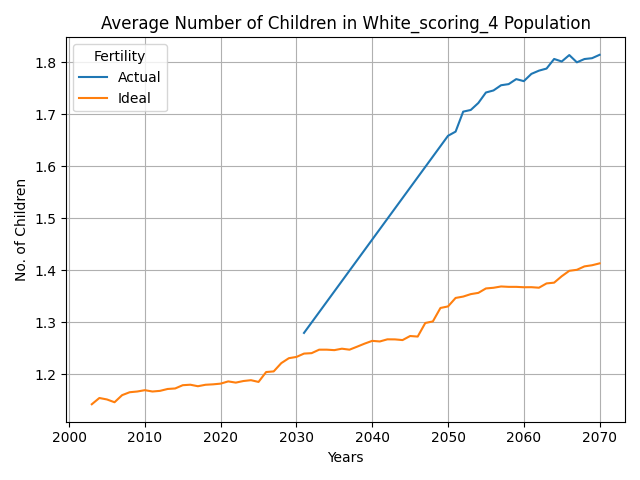 Average Number of Children in White_scoring_4 Population
Fertility
Actual
Ideal
No. of Children
1.8
1.7
1.6
1.5
1.4
1.3
1.2
2000 2010 2020 2030 2040 2050 2060 2070
Years